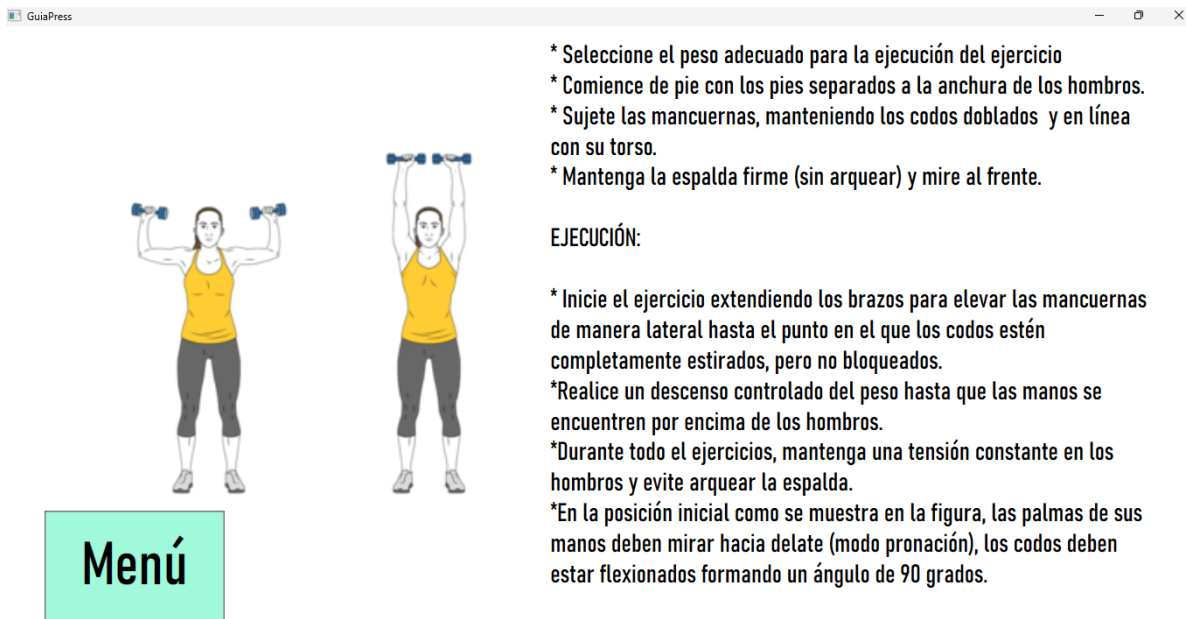 GuiaPress
* Seleccione el peso adecuado para la ejecución del ejercicio
* Comience de pie con los pies separados a la anchura de los hombros.
* Sujete las mancuernas, manteniendo los codos doblados  y en línea
con su torso.
* Mantenga la espalda firme (sin arquear) y mire al frente.
EJECUCIÓN:
* Inicie el ejercicio extendiendo los brazos para elevar las mancuernas
de manera lateral hasta el punto en el que los codos estén
completamente estirados, pero no bloqueados.
*Realice un descenso controlado del peso hasta que las manos se
encuentren por encima de los hombros.
*Durante todo el ejercicios, mantenga una tensión constante en los
hombros y evite arquear la espalda.
*En la posición inicial como se muestra en la figura, las palmas de sus
manos deben mirar hacia delate (modo pronación), los codos deben
estar flexionados formando un ángulo de 90 grados.
Menú